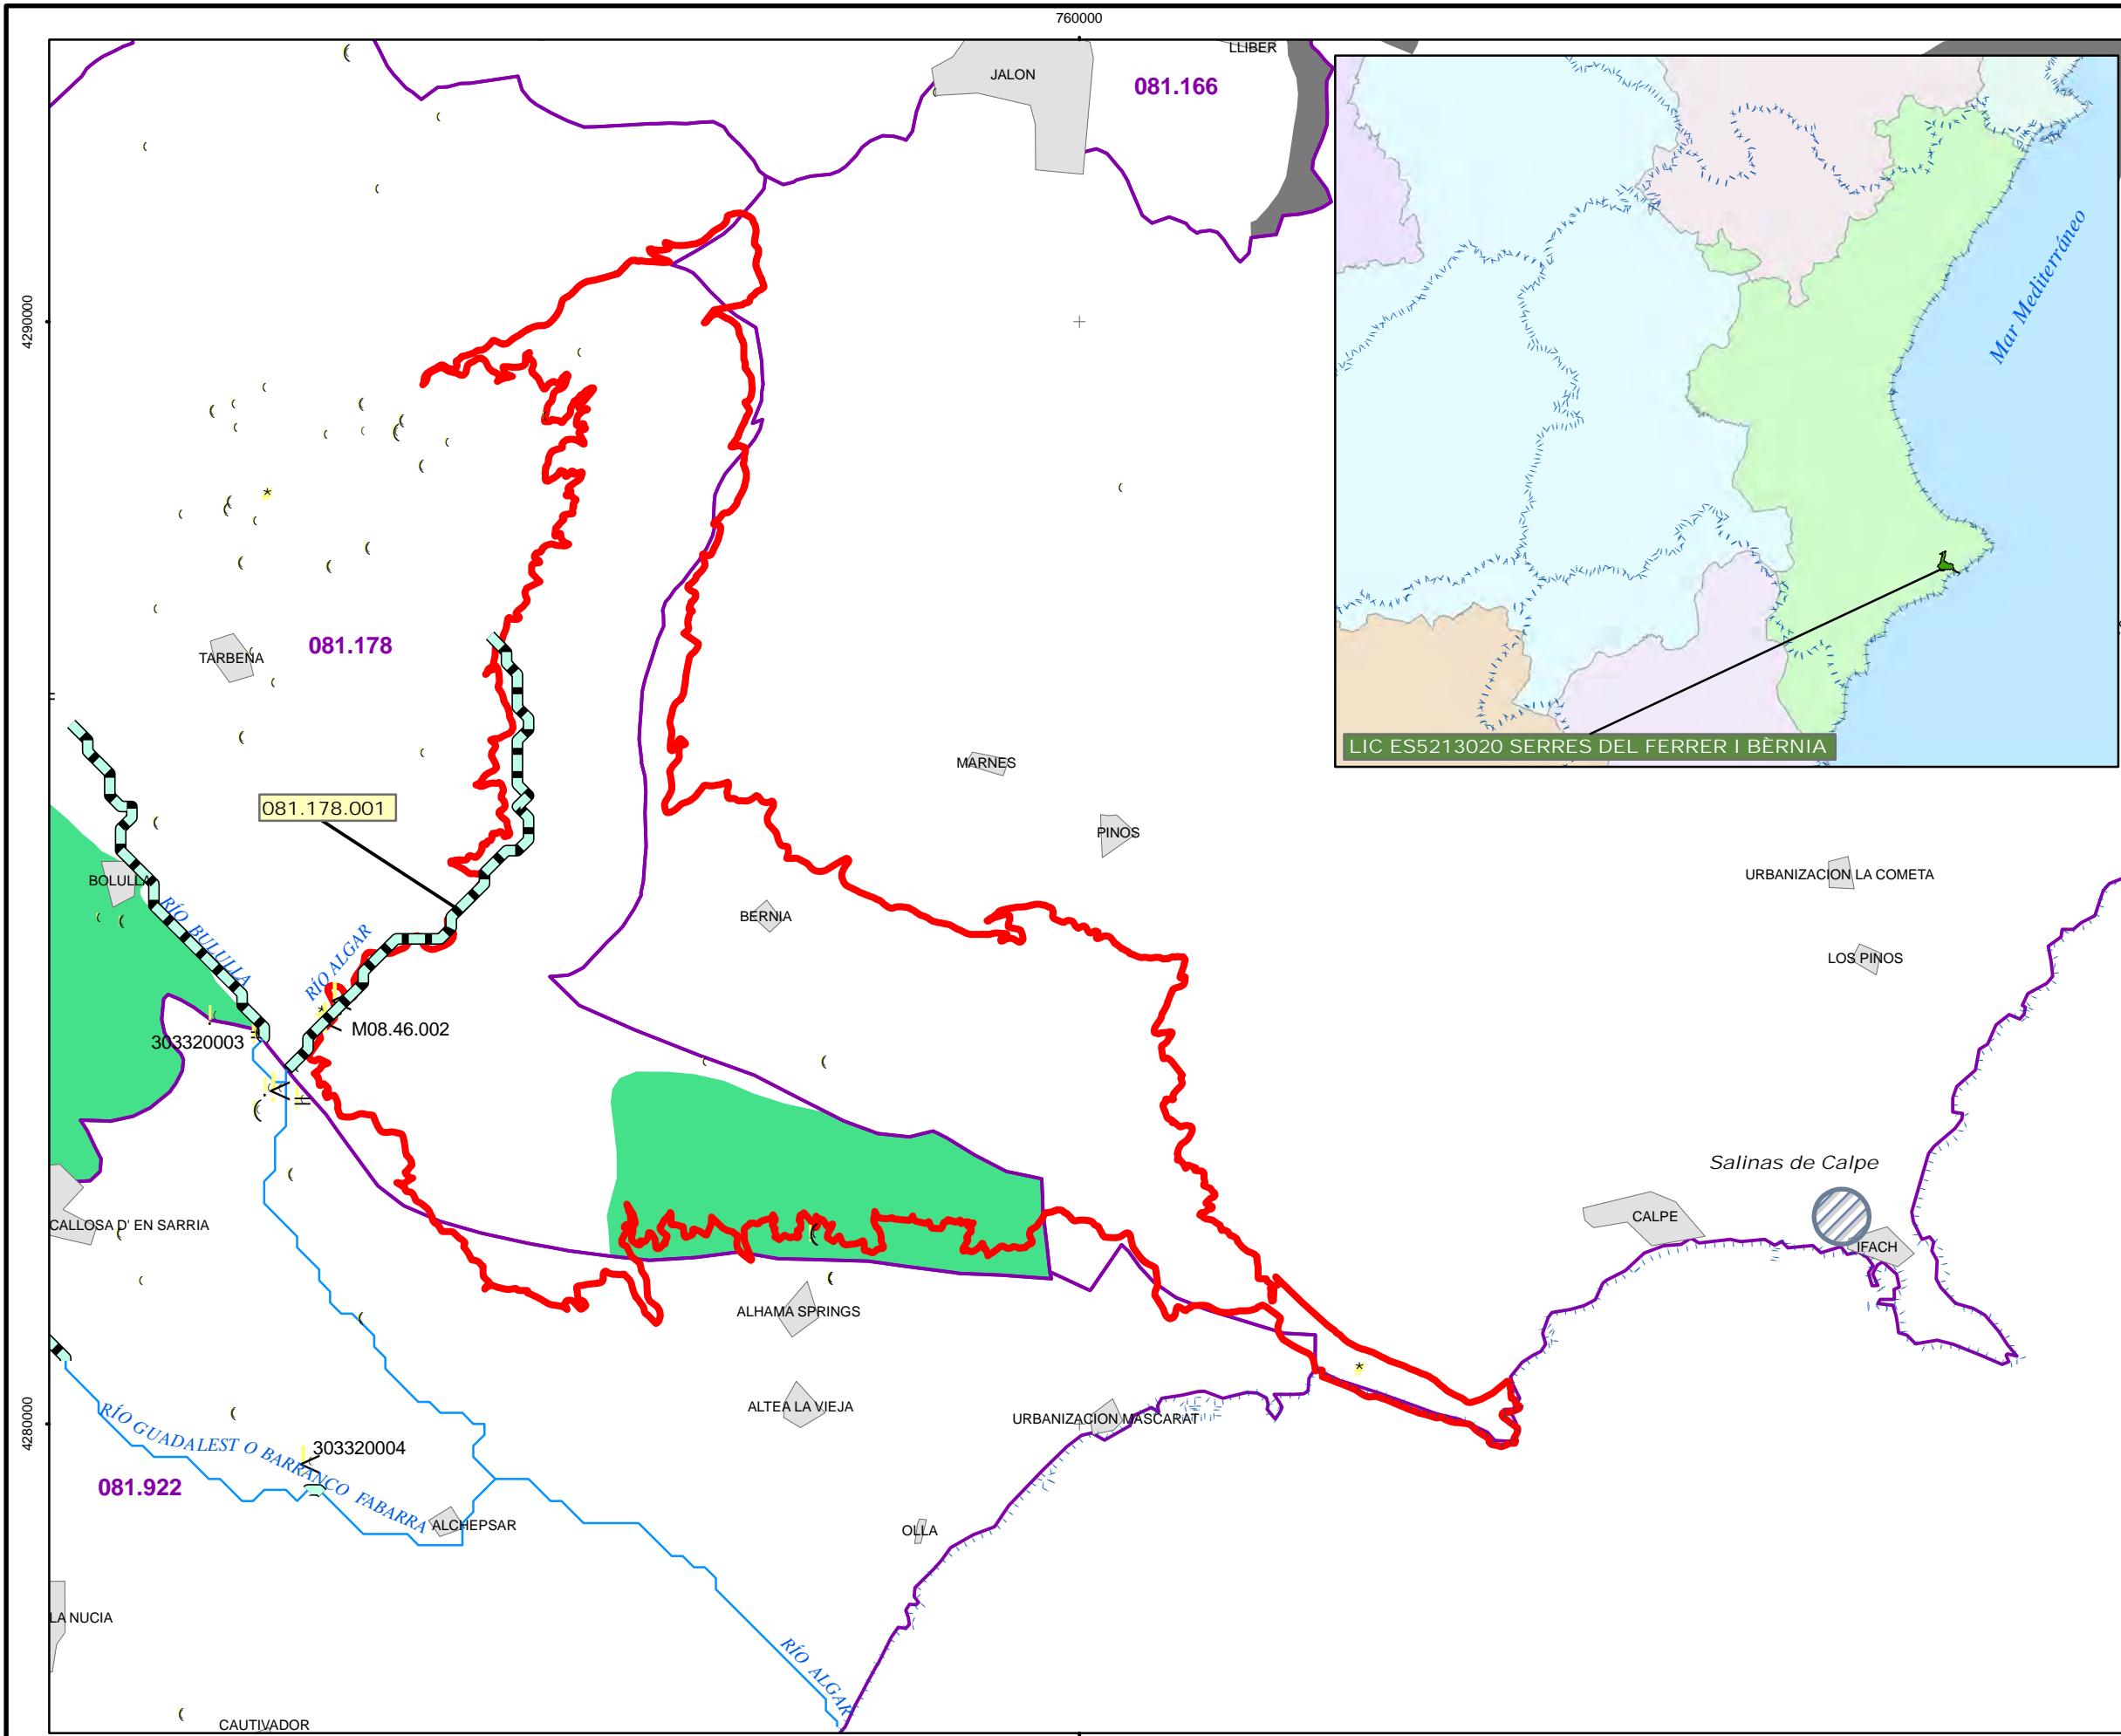 760000
LLIBER
JALON
081.166
Mar Mediterráneo
4290000
TARBENA
081.178
LIC ES5213020 SERRES DEL FERRER I BÈRNIA
MARNES
081.178.001
PINOS
BOLULLA
URBANIZACION LA COMETA
BERNIA
RÍO BULULLA
RÍO ALGAR
LOS PINOS
M08.46.002
303320003
Salinas de Calpe
CALLOSA D' EN SARRIA
CALPE
IFACH
ALHAMA SPRINGS
4280000
ALTEA LA VIEJA
URBANIZACION MASCARAT
RÍO GUADALEST O BARRANCO FABARRA
303320004
081.922
ALCHEPSAR
OLLA
LA NUCIA
RÍO ALGAR
CAUTIVADOR